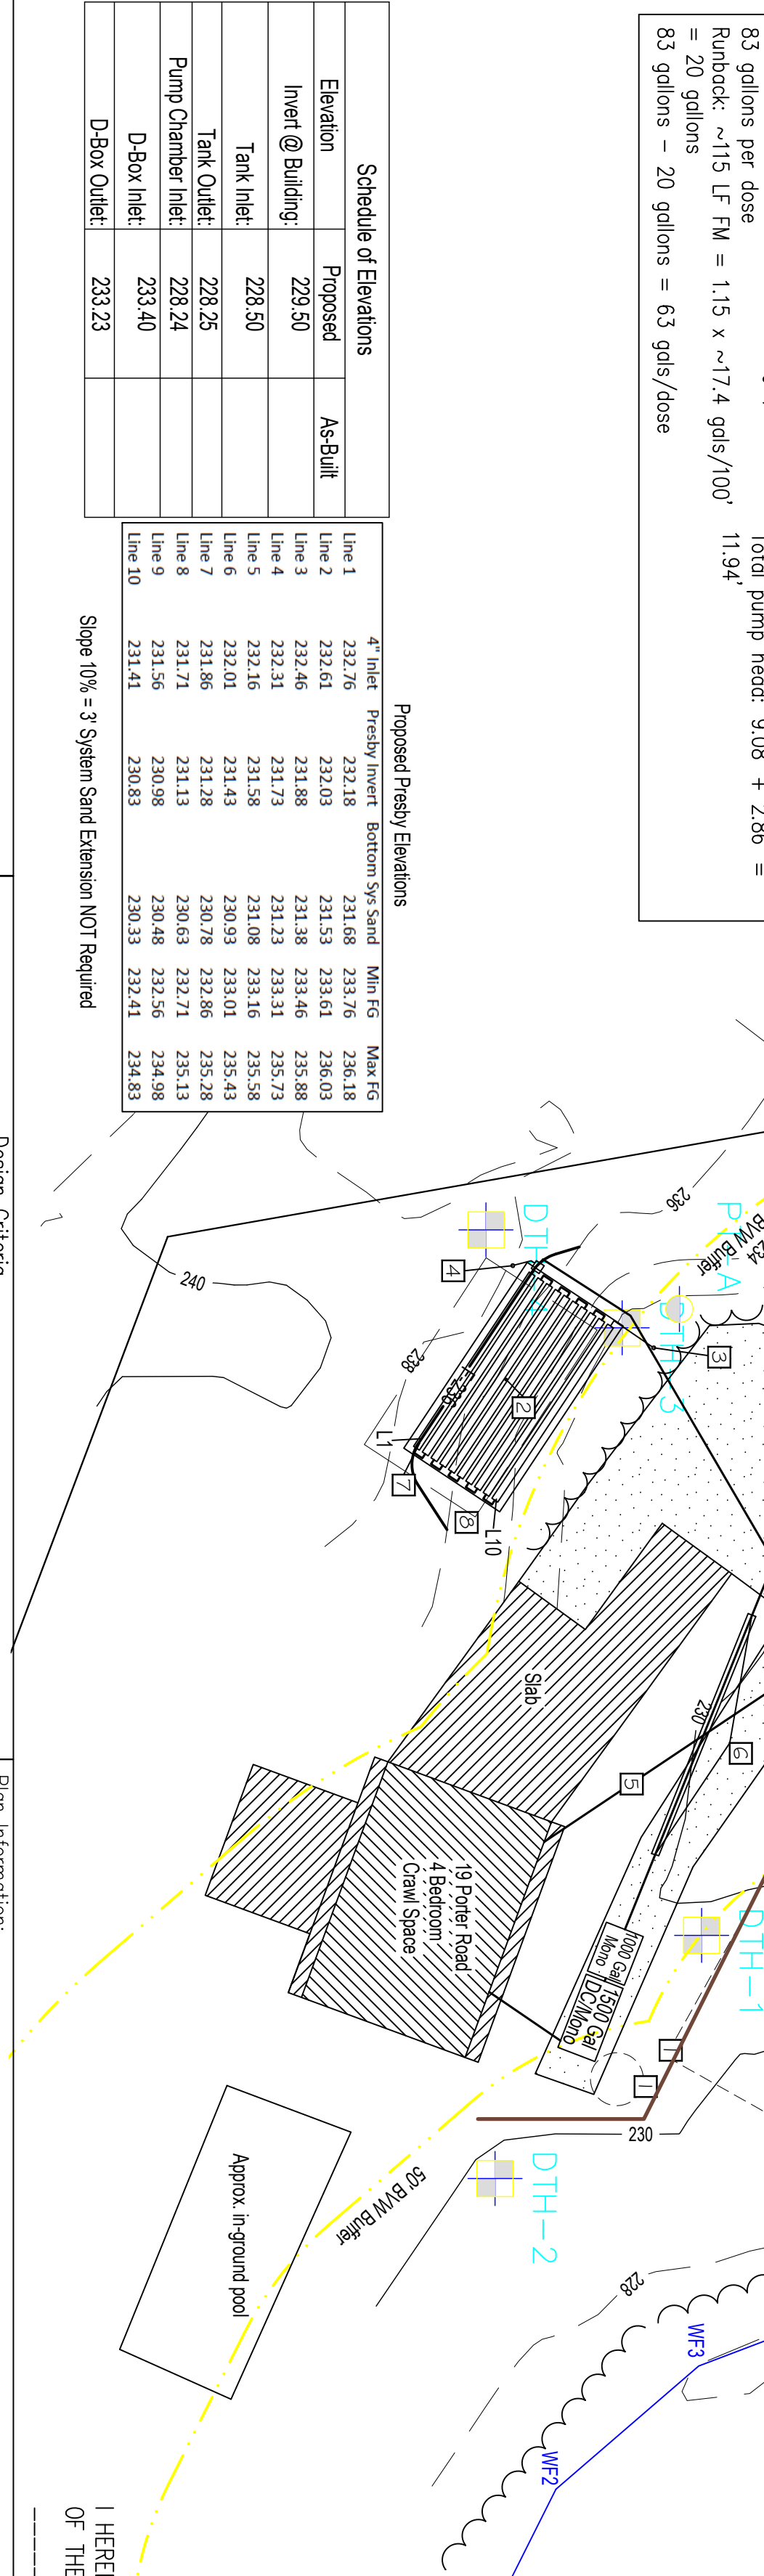 83 gallons per dose
Runback: ~115 LF FM = 1.15 x ~17.4 gals/100'
= 20 gallons
83 gallons - 20 gallons = 63 gals/dose
Total pump head: 9.08 + 2.86 =
11.94'
Schedule of Elevations
Elevation Proposed As-Built
Invert @ Building: 229.50
Tank Inlet: 228.50
Tank Outlet: 228.25
Pump Chamber Inlet: 228.24
D-Box Inlet: 233.40
D-Box Outlet: 233.23
Proposed Presby Elevations
4" Inlet Presby Invert Bottom Sys Sand Min FG Max FG
Line 1 232.76 232.18 231.68 233.76 236.18
Line 2 232.61 232.03 231.53 233.61 236.03
Line 3 232.46 231.88 231.38 233.46 235.88
Line 4 232.31 231.73 231.23 233.31 235.73
Line 5 232.16 231.58 231.08 233.16 235.58
Line 6 232.01 231.43 230.93 233.01 235.43
Line 7 231.86 231.28 230.78 232.86 235.28
Line 8 231.71 231.13 230.63 232.71 235.13
Line 9 231.56 230.98 230.48 232.56 234.98
Line 10 231.41 230.83 230.33 232.41 234.83
Slope 10% = 3' System Sand Extension NOT Required
Design Criteria
Plan Information:
BVW Buffer
234
236
PT-A
DTH-3
DTH-4
3
4
2
240
238
F-236
L1
7
8
L10
Slab
230
6
5
19 Porter Road
4 Bedroom
Crawl Space
1000 Gal
Mono
1500 Gal
DC/Mono
DTH-1
1
1
230
DTH-2
50' BVW Buffer
Approx. in-ground pool
228
WF3
WF2
I HERE
OF THE